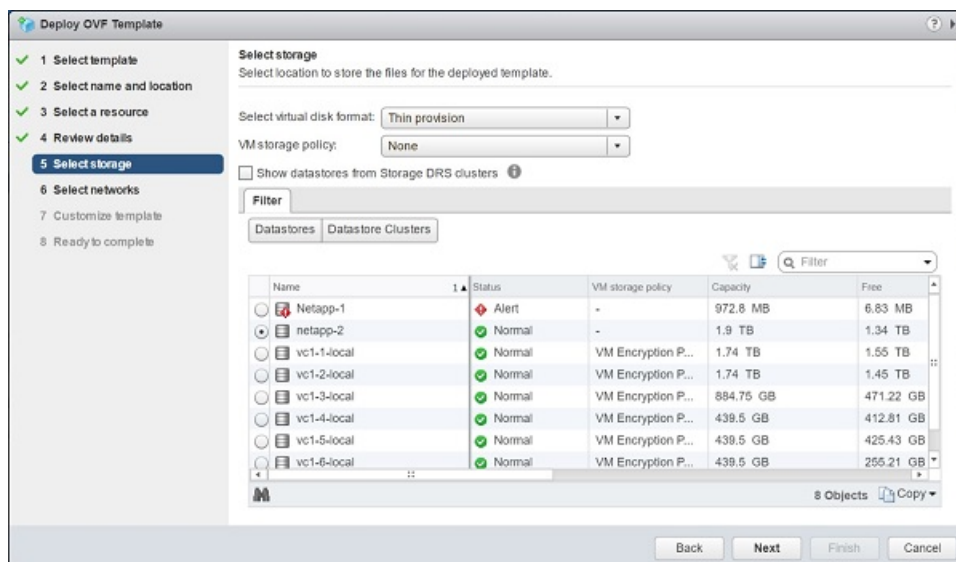 Deploy OVF Template
1 Select template
2 Select name and location
3 Select a resource
4 Review details
5 Select storage
6 Select networks
7 Customize template
8 Ready to complete
Select storage
Select location to store the files for the deployed template.
Select virtual disk format: Thin provision
VM storage policy: None
Show datastores from Storage DRS clusters
Filter
Datastores Datastore Clusters
Filter
Name 1 Status VM storage policy Capacity Free
Netapp-1 Alert - 972.8 MB 6.83 MB
netapp-2 Normal - 1.9 TB 1.34 TB
vc1-1-local Normal VM Encryption P... 1.74 TB 1.55 TB
vc1-2-local Normal VM Encryption P... 1.74 TB 1.45 TB
vc1-3-local Normal VM Encryption P... 884.75 GB 471.22 GB
vc1-4-local Normal VM Encryption P... 439.5 GB 412.81 GB
vc1-5-local Normal VM Encryption P... 439.5 GB 425.43 GB
vc1-6-local Normal VM Encryption P... 439.5 GB 255.21 GB
8 Objects Copy
Back Next Finish Cancel